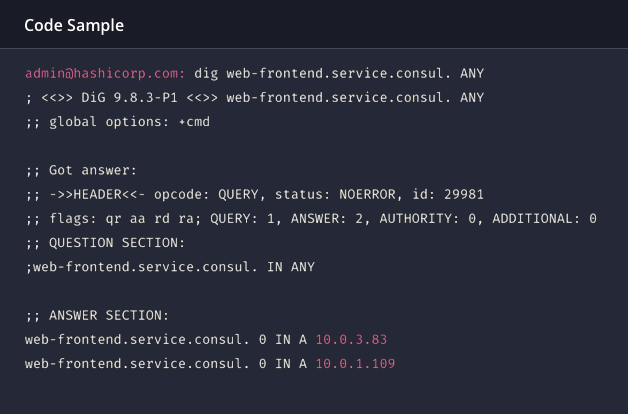 Code Sample
admin@hashicorp.com: dig web-frontend.service.consul. ANY
; <<>> DiG 9.8.3-P1 <<>> web-frontend.service.consul. ANY
;; global options: +cmd
;; Got answer:
;; ->>HEADER<<- opcode: QUERY, status: NOERROR, id: 29981
;; flags: qr aa rd ra; QUERY: 1, ANSWER: 2, AUTHORITY: 0, ADDITIONAL: 0
;; QUESTION SECTION:
;web-frontend.service.consul. IN ANY
;; ANSWER SECTION:
web-frontend.service.consul. 0 IN A 10.0.3.83
web-frontend.service.consul. 0 IN A 10.0.1.109